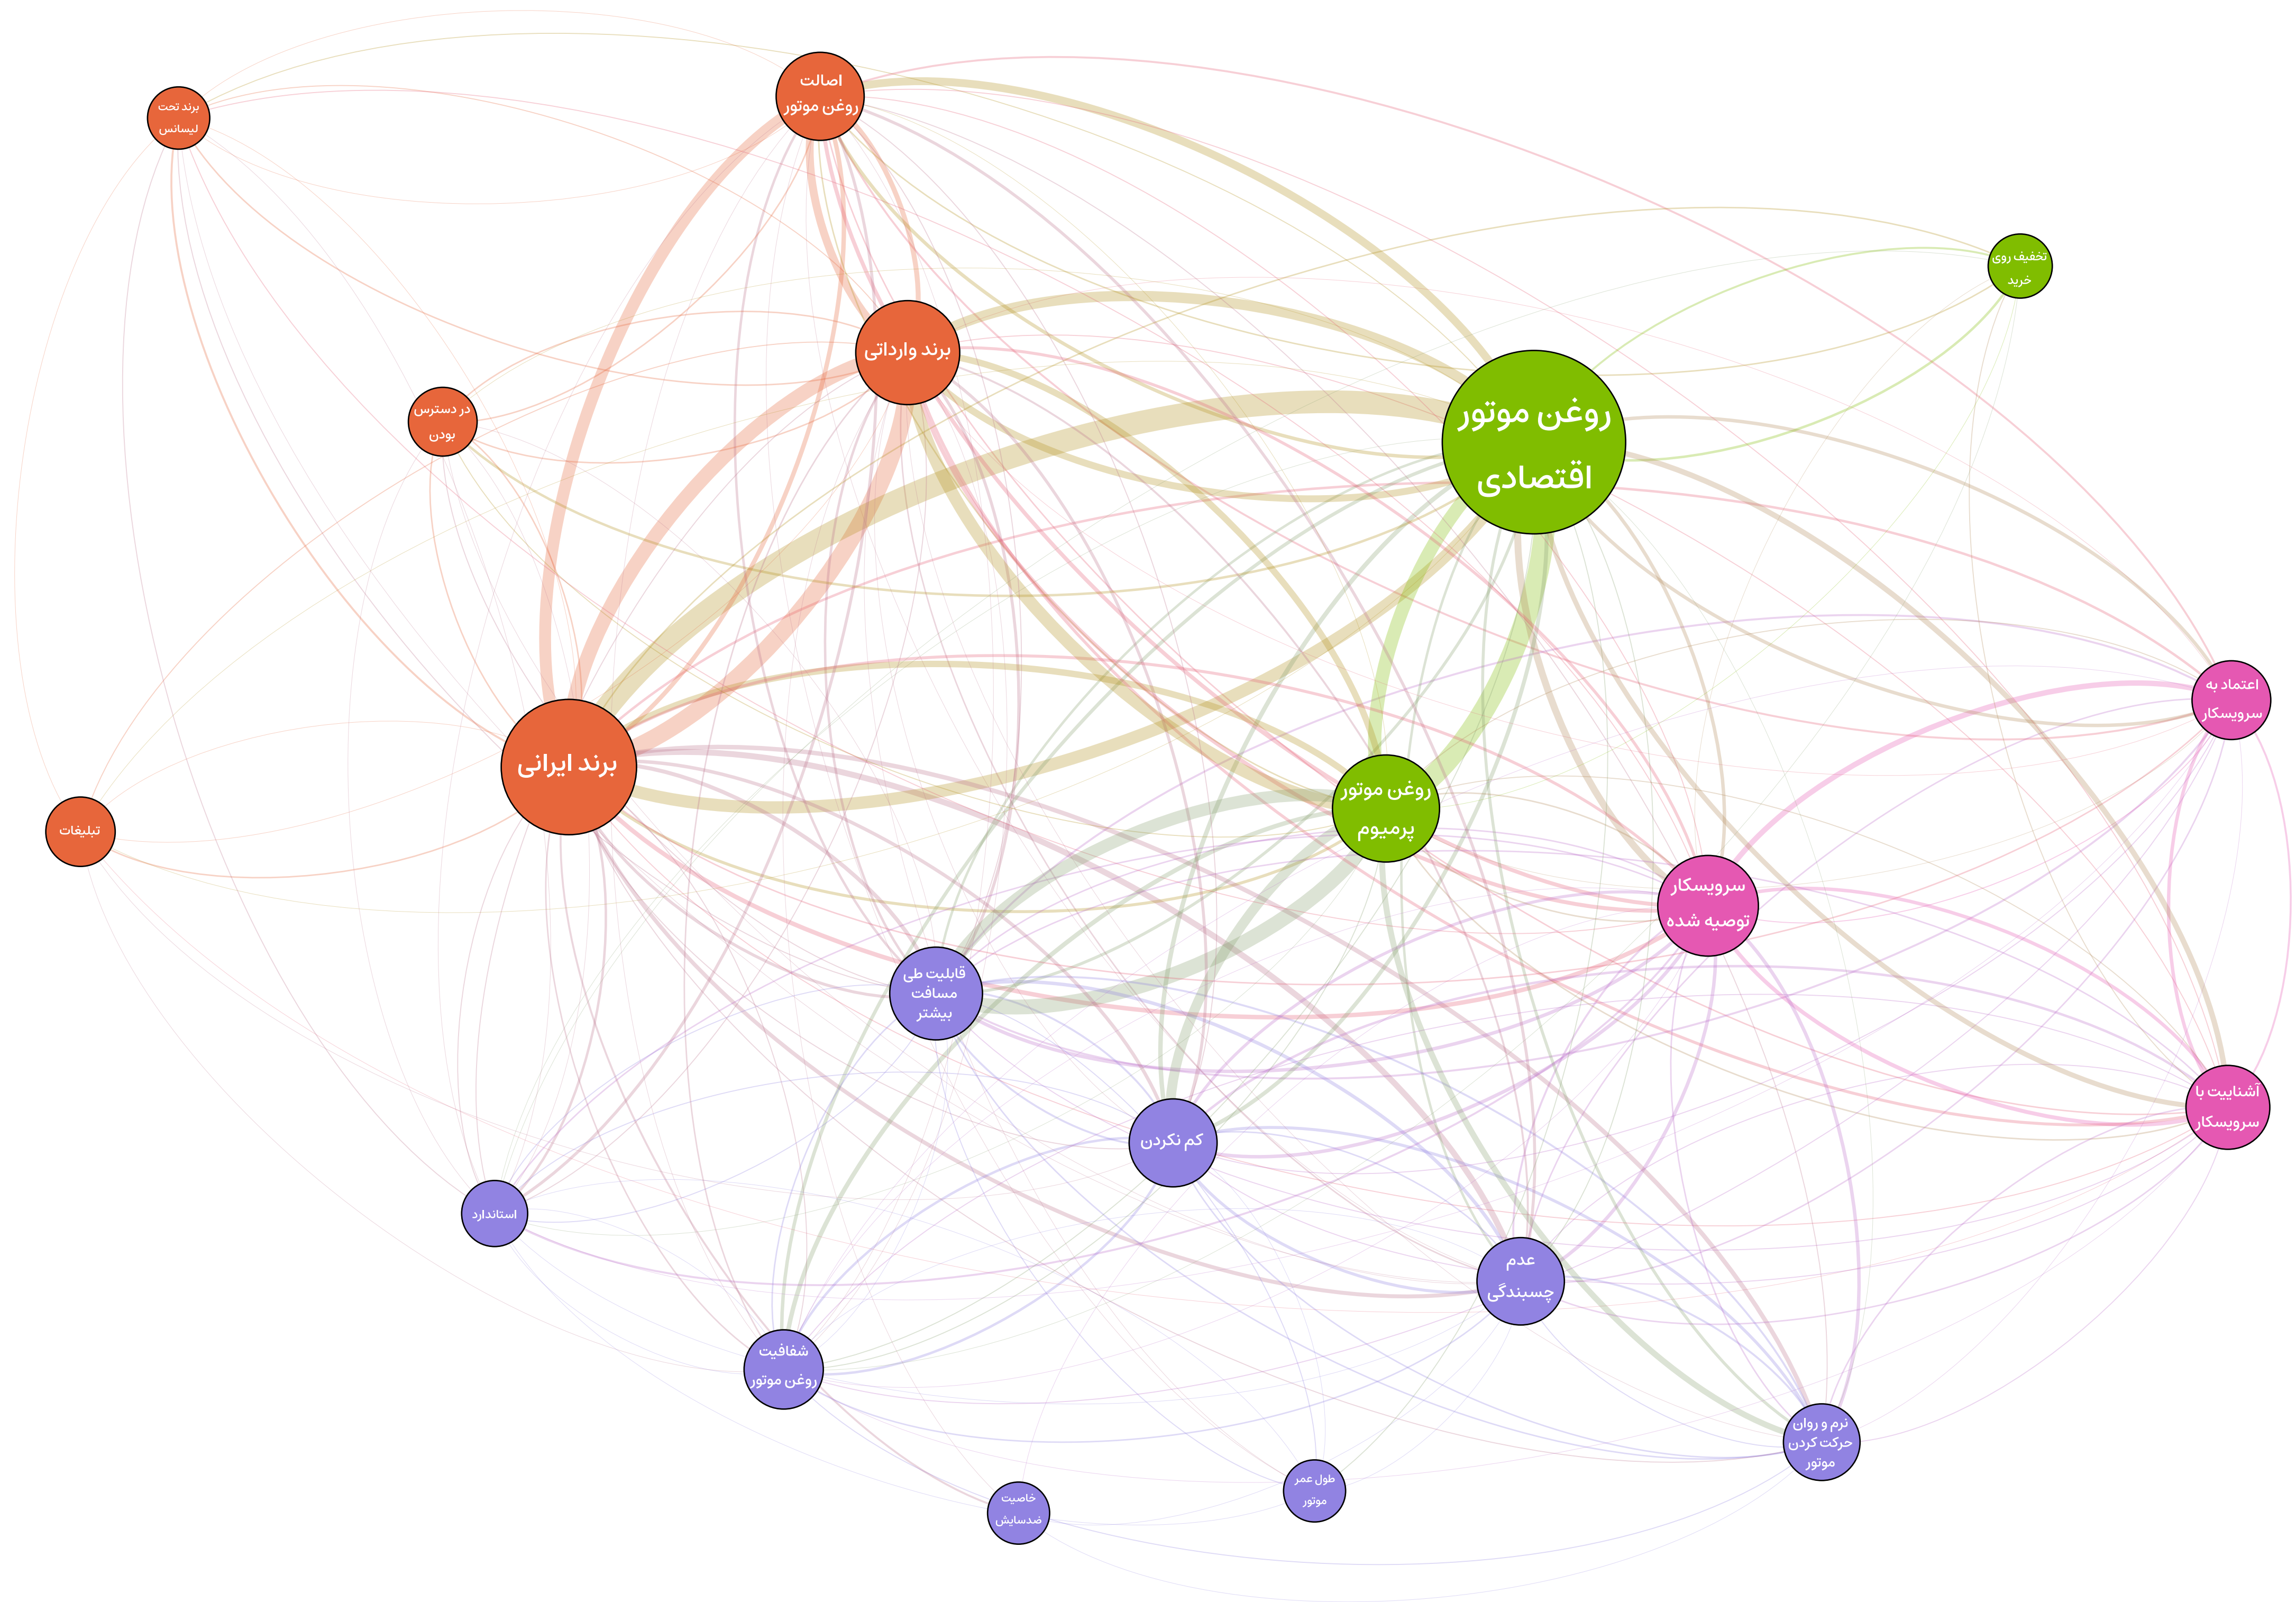 اصالت
روغن موتور
برند تحت
لیسانس
تخفیف روی
خرید
برند وارداتی
در دسترس
بودن
روغن موتور
اقتصادی
اعتماد به
سرویسکار
برند ایرانی
روغن موتور
پرمیوم
تبلیغات
سرویسکار
توصیه شده
قابلیت طی
مسافت
بیشتر
آشناییت با
سرویسکار
کم نکردن
استاندارد
عدم
چسبندگی
شفافیت
روغن موتور
نرم و روان
حرکت کردن
موتور
طول عمر
موتور
خاصیت
ضدسایش